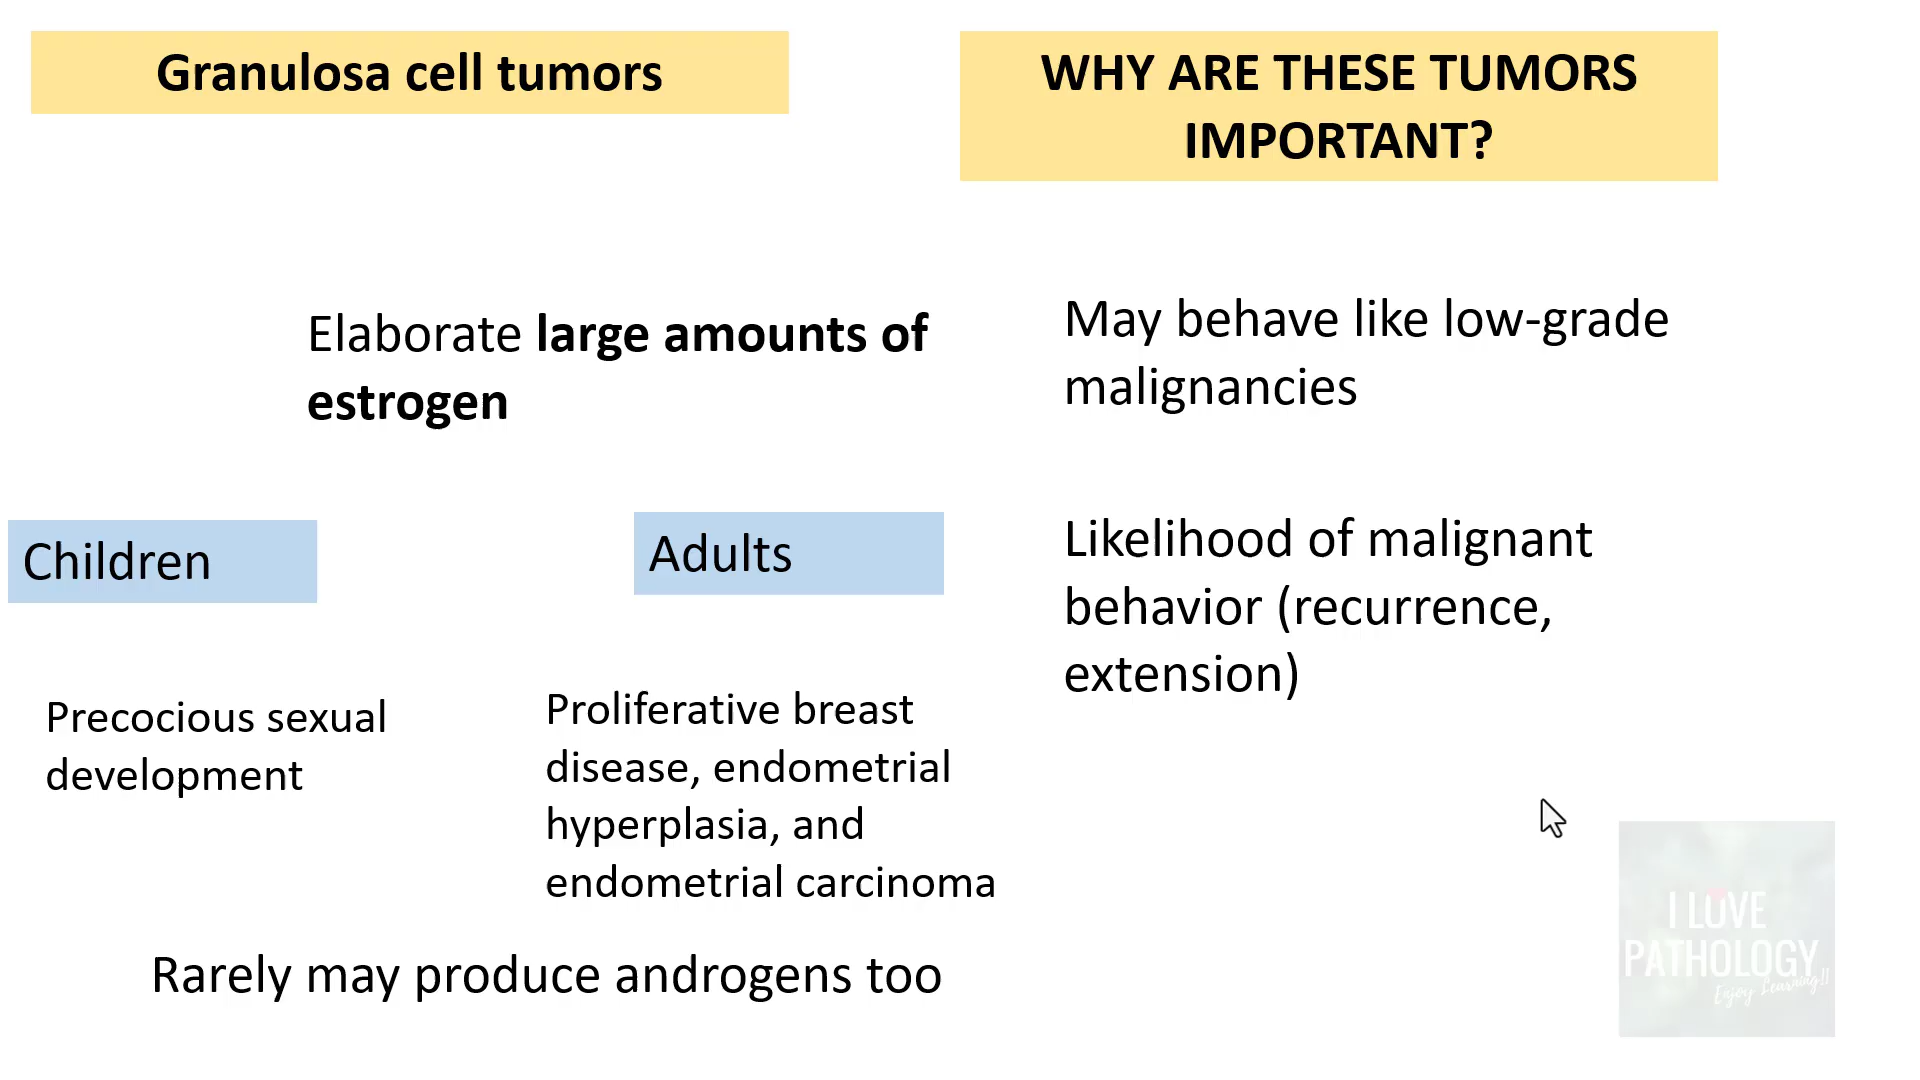 Granulosa cell tumors
WHY ARE THESE TUMORS
IMPORTANT?
Elaborate large amounts of
estrogen
May behave like low-grade
malignancies
Children
Adults
Likelihood of malignant
behavior (recurrence,
extension)
Precocious sexual
development
Proliferative breast
disease, endometrial
hyperplasia, and
endometrial carcinoma
Rarely may produce androgens too
I LOVE
PATHOLOGY
Enjoy Learning!!